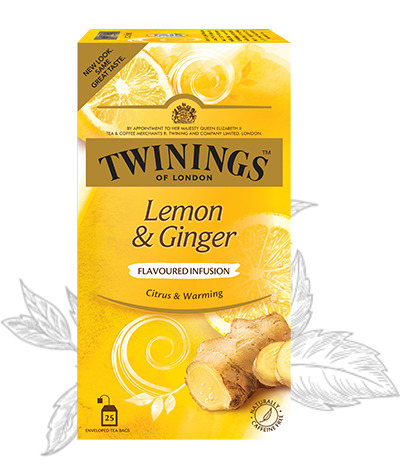 NEW LOOK.
SAME
GREAT TASTE.
BY APPOINTMENT TO HER MAJESTY QUEEN ELIZABETH II
TEA & COFFEE MERCHANTS R. TWINING AND COMPANY LIMITED, LONDON.
TWININGS™
OF LONDON
Lemon
& Ginger
FLAVOURED INFUSION
Citrus & Warming
25
ENVELOPED TEA BAGS
NATURALLY
CAFFEINE FREE